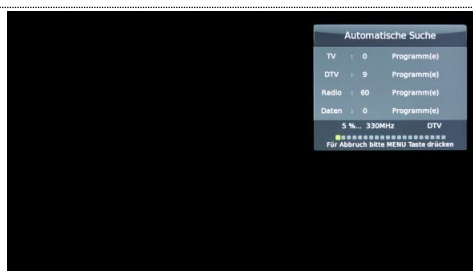 Automatische Suche
TV : 0 Programm(e)
DTV : 9 Programm(e)
Radio : 60 Programm(e)
Daten : 0 Programm(e)
5 %... 330MHz DTV
Für Abbruch bitte MENU Taste drücken